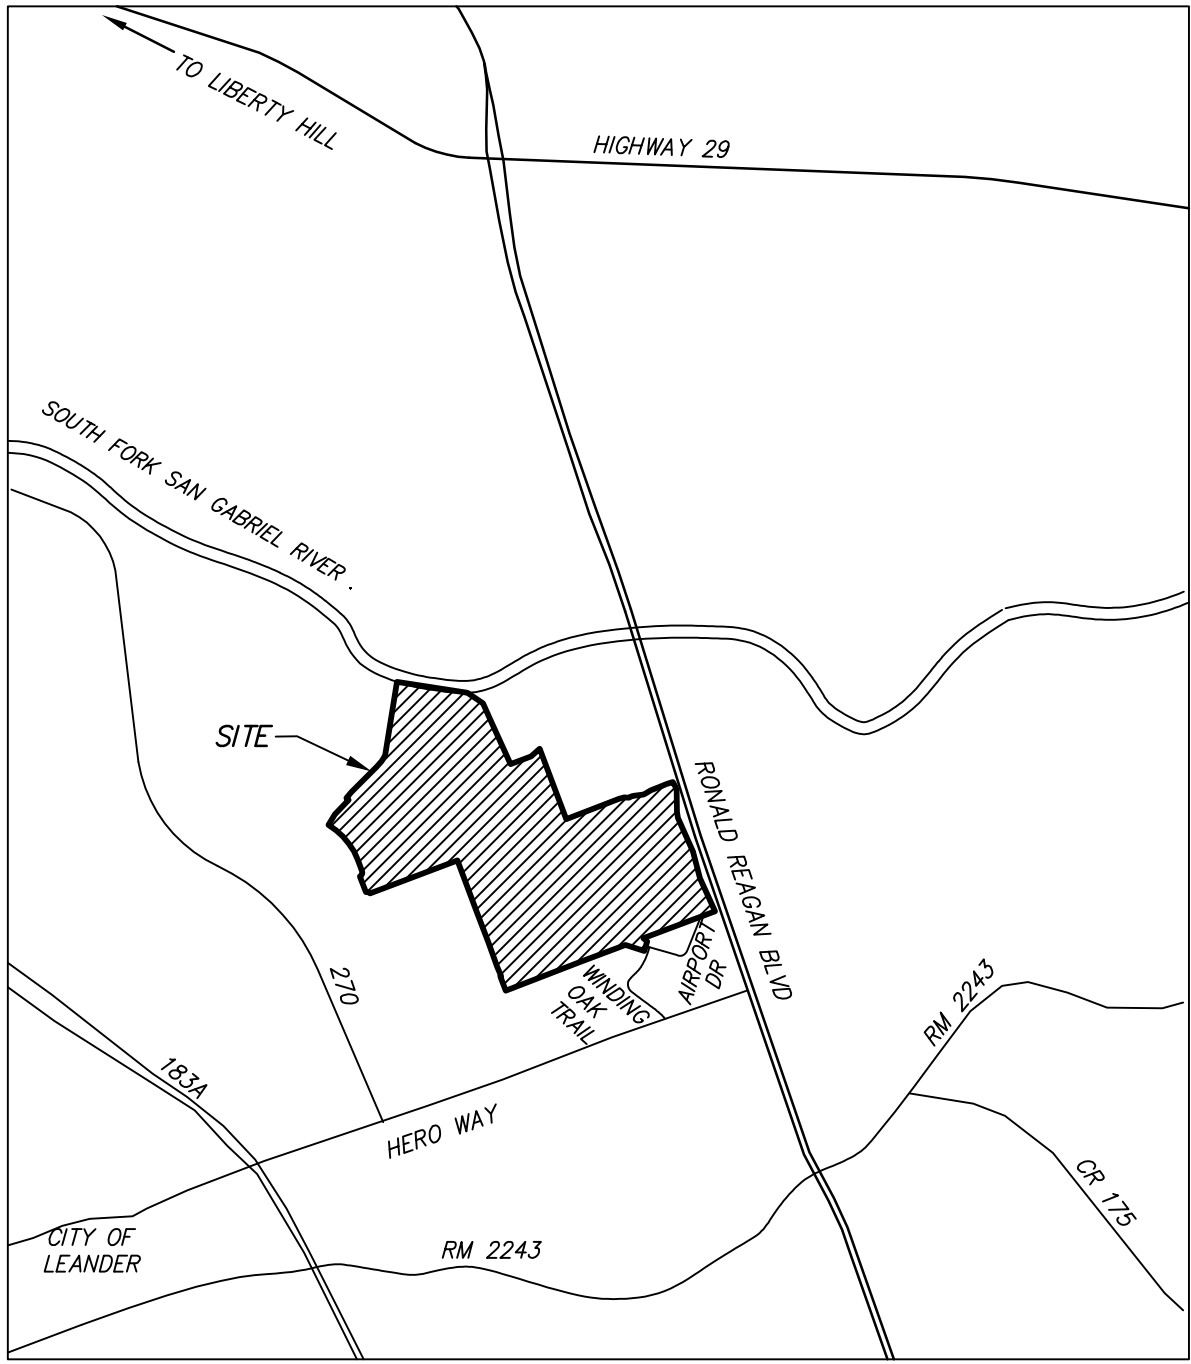 TO LIBERTY HILL
HIGHWAY 29
SOUTH FORK SAN GABRIEL RIVER .
SITE
RONALD REAGAN BLVD
AIRPORT
DR
WINDING
OAK
TRAIL
270
RM 2243
183A
HERO WAY
CR 175
CITY OF
LEANDER
RM 2243